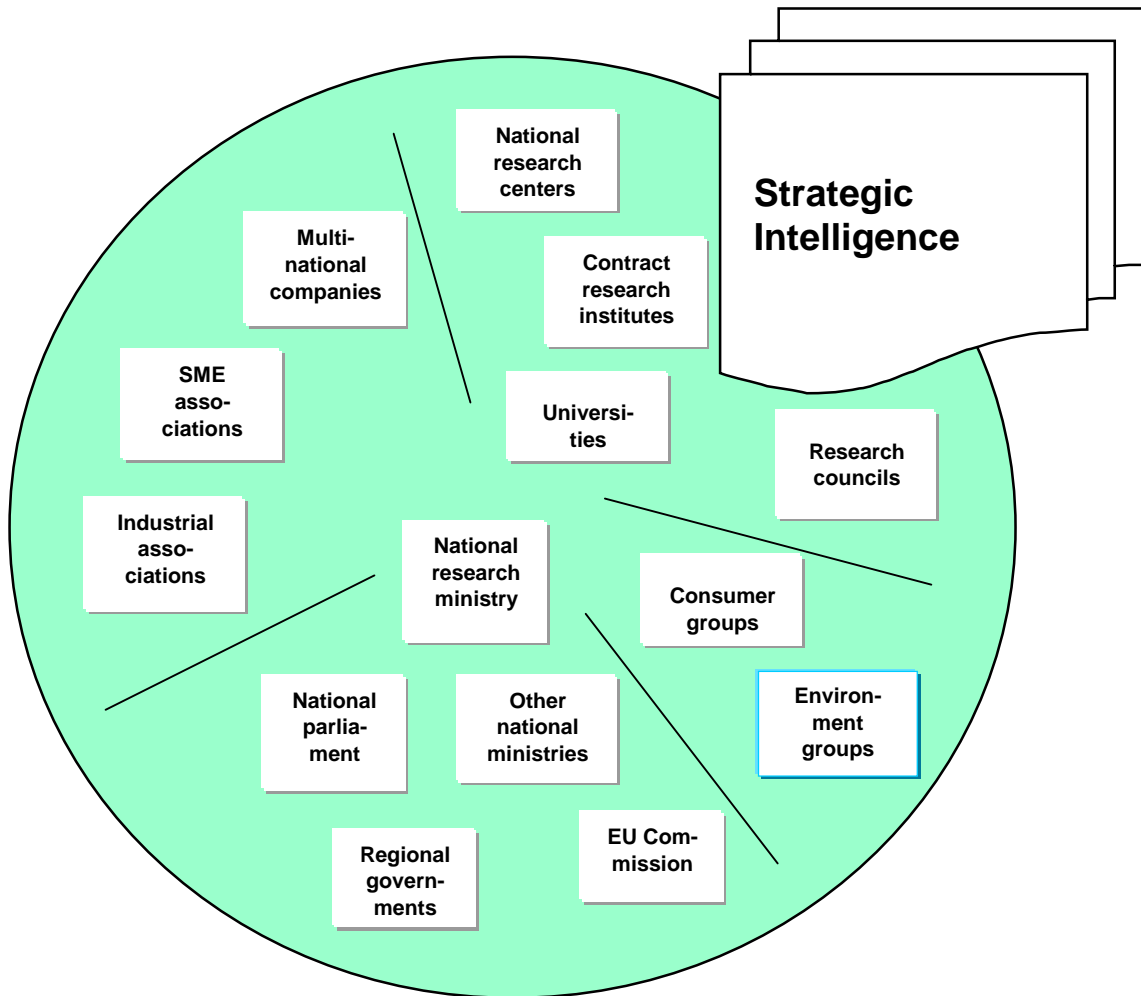 National
research
centers
Strategic
Intelligence
Multi-
national
companies
Contract
research
institutes
SME
asso-
ciations
Universi-
ties
Research
councils
Industrial
asso-
ciations
National
research
ministry
Consumer
groups
National
parlia-
ment
Other
national
ministries
Environ-
ment
groups
Regional
govern-
ments
EU Com-
mission